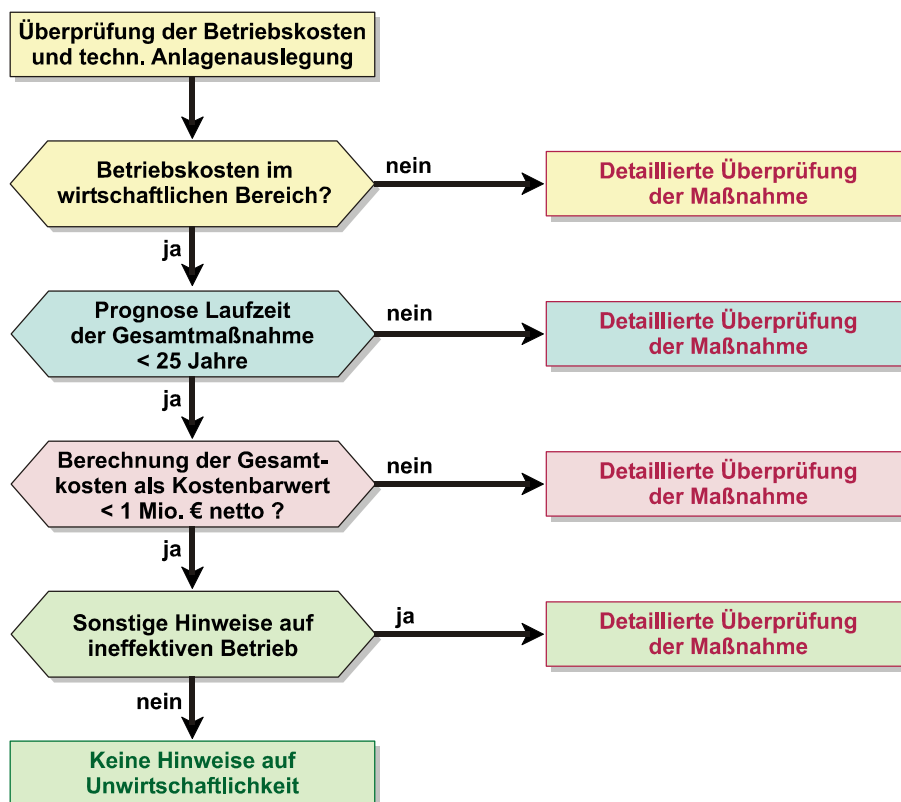 Überprüfung der Betriebskosten
und techn. Anlagenauslegung
Betriebskosten im
wirtschaftlichen Bereich?
nein
Detaillierte Überprüfung
der Maßnahme
ja
Prognose Laufzeit
der Gesamtmaßnahme
< 25 Jahre
nein
Detaillierte Überprüfung
der Maßnahme
ja
Berechnung der Gesamt-
kosten als Kostenbarwert
< 1 Mio. € netto ?
nein
Detaillierte Überprüfung
der Maßnahme
ja
Sonstige Hinweise auf
ineffektiven Betrieb
ja
Detaillierte Überprüfung
der Maßnahme
nein
Keine Hinweise auf
Unwirtschaftlichkeit